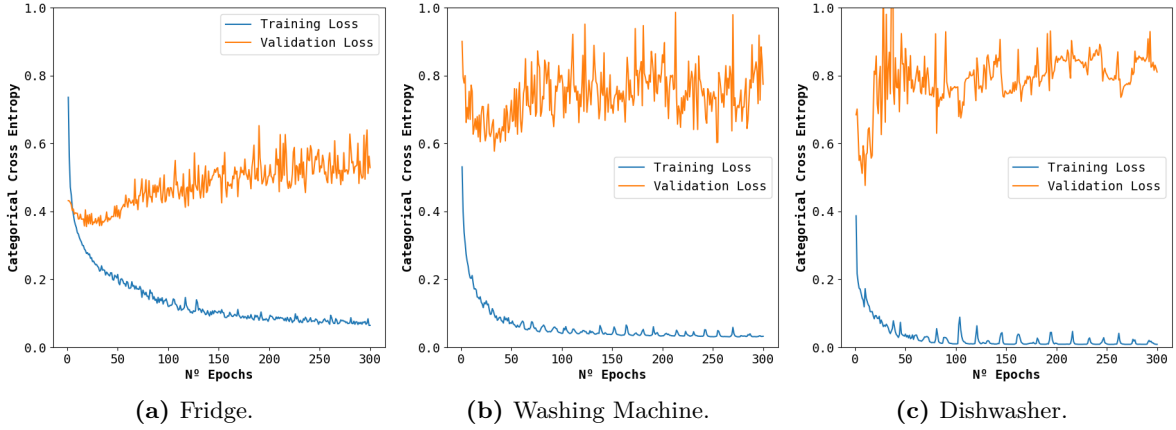 1.0
0.8
0.6
0.4
0.2
0.0
Categorical Cross Entropy
Training Loss
Validation Loss
0 50 100 150 200 250 300
Nº Epochs
(a) Fridge.
1.0
0.8
0.6
0.4
0.2
0.0
Categorical Cross Entropy
Training Loss
Validation Loss
0 50 100 150 200 250 300
Nº Epochs
(b) Washing Machine.
1.0
0.8
0.6
0.4
0.2
0.0
Categorical Cross Entropy
Training Loss
Validation Loss
0 50 100 150 200 250 300
Nº Epochs
(c) Dishwasher.